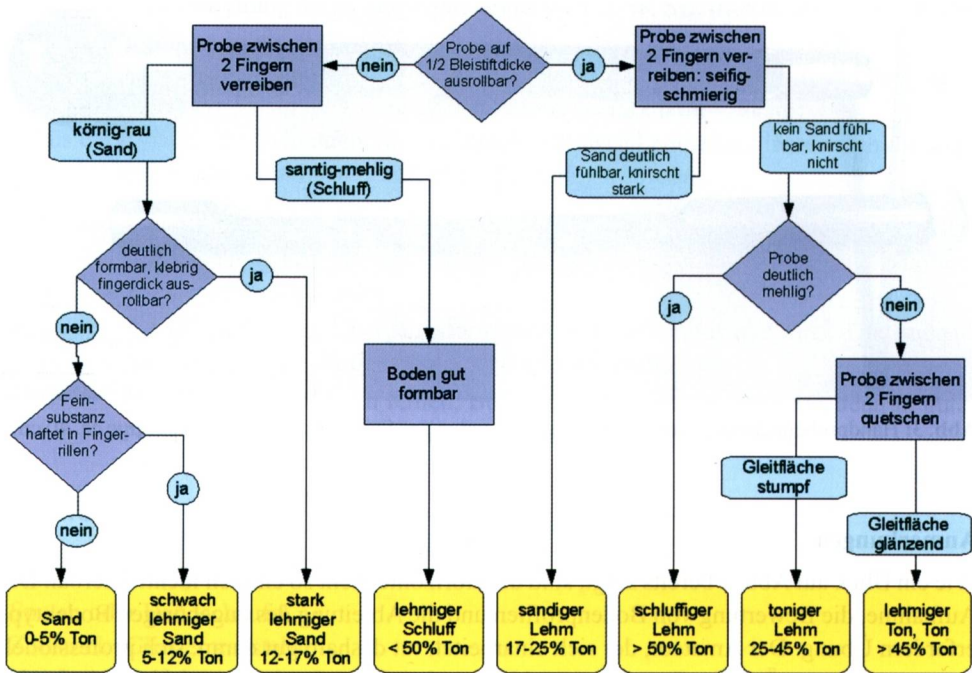 Probe zwischen
2 Fingern
verreiben
nein
Probe auf
1/2 Bleistiftdicke
ausrollbar?
ja
Probe zwischen
2 Fingern ver-
reiben: seifig-
schmierig
körnig-rau
(Sand)
samtig-mehlig
(Schluff)
Sand deutlich
fühlbar, knirscht
stark
kein Sand fühl-
bar, knirscht
nicht
deutlich
formbar, klebrig
fingerdick aus-
rollbar?
ja
nein
Probe
deutlich
mehlig?
ja
nein
Boden gut
formbar
Probe zwischen
2 Fingern
quetschen
Fein-
substanz
haftet in Finger-
rillen?
ja
nein
Gleitfläche
stumpf
Gleitfläche
glänzend
Sand
0-5% Ton
schwach
lehmiger
Sand
5-12% Ton
stark
lehmiger
Sand
12-17% Ton
lehmiger
Schluff
< 50% Ton
sandiger
Lehm
17-25% Ton
schluffiger
Lehm
> 50% Ton
toniger
Lehm
25-45% Ton
lehmiger
Ton, Ton
> 45% Ton